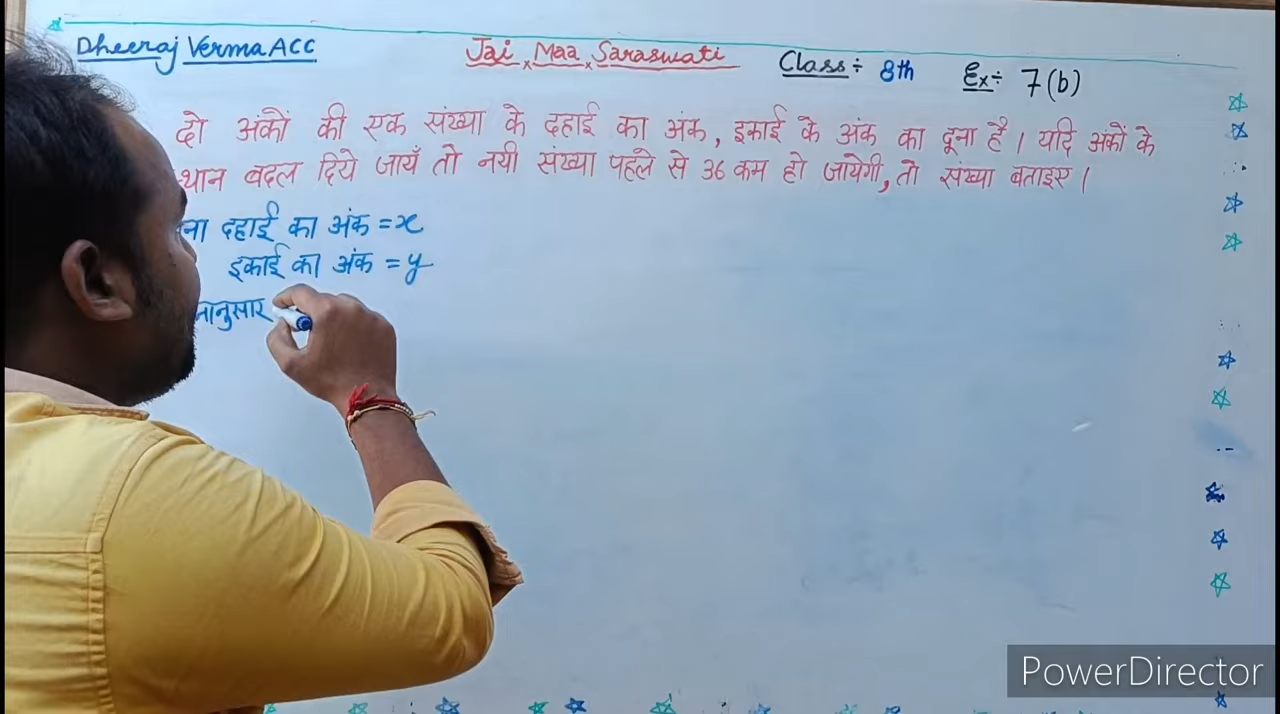 Dheeraj Verma ACC
Jai x Maa x Saraswati
Class ÷ 8th
Ex ÷ 7(b)
दो अंकों की एक संख्या के दहाई का अंक, इकाई के अंक का दूना है। यदि अंकों के
बदल दिये जायँ तो नयी संख्या पहले से 36 कम हो जायेगी, तो संख्या बताइए।
दहाई का अंक = x
इकाई का अंक = y
PowerDirector